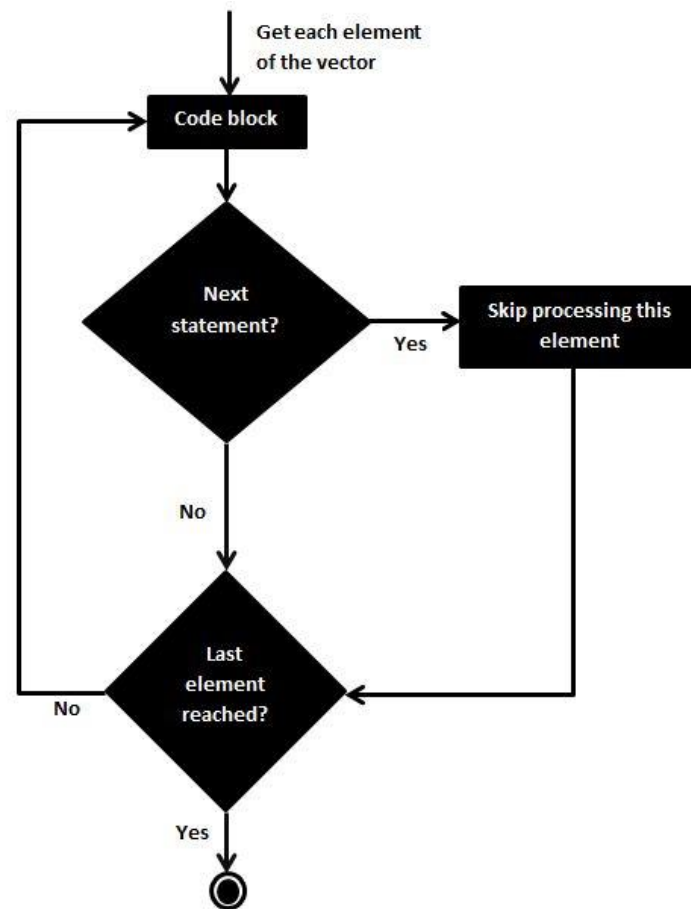 Get each element
of the vector
Code block
Next
statement?
Yes
Skip processing this
element
No
Last
element
reached?
No
Yes